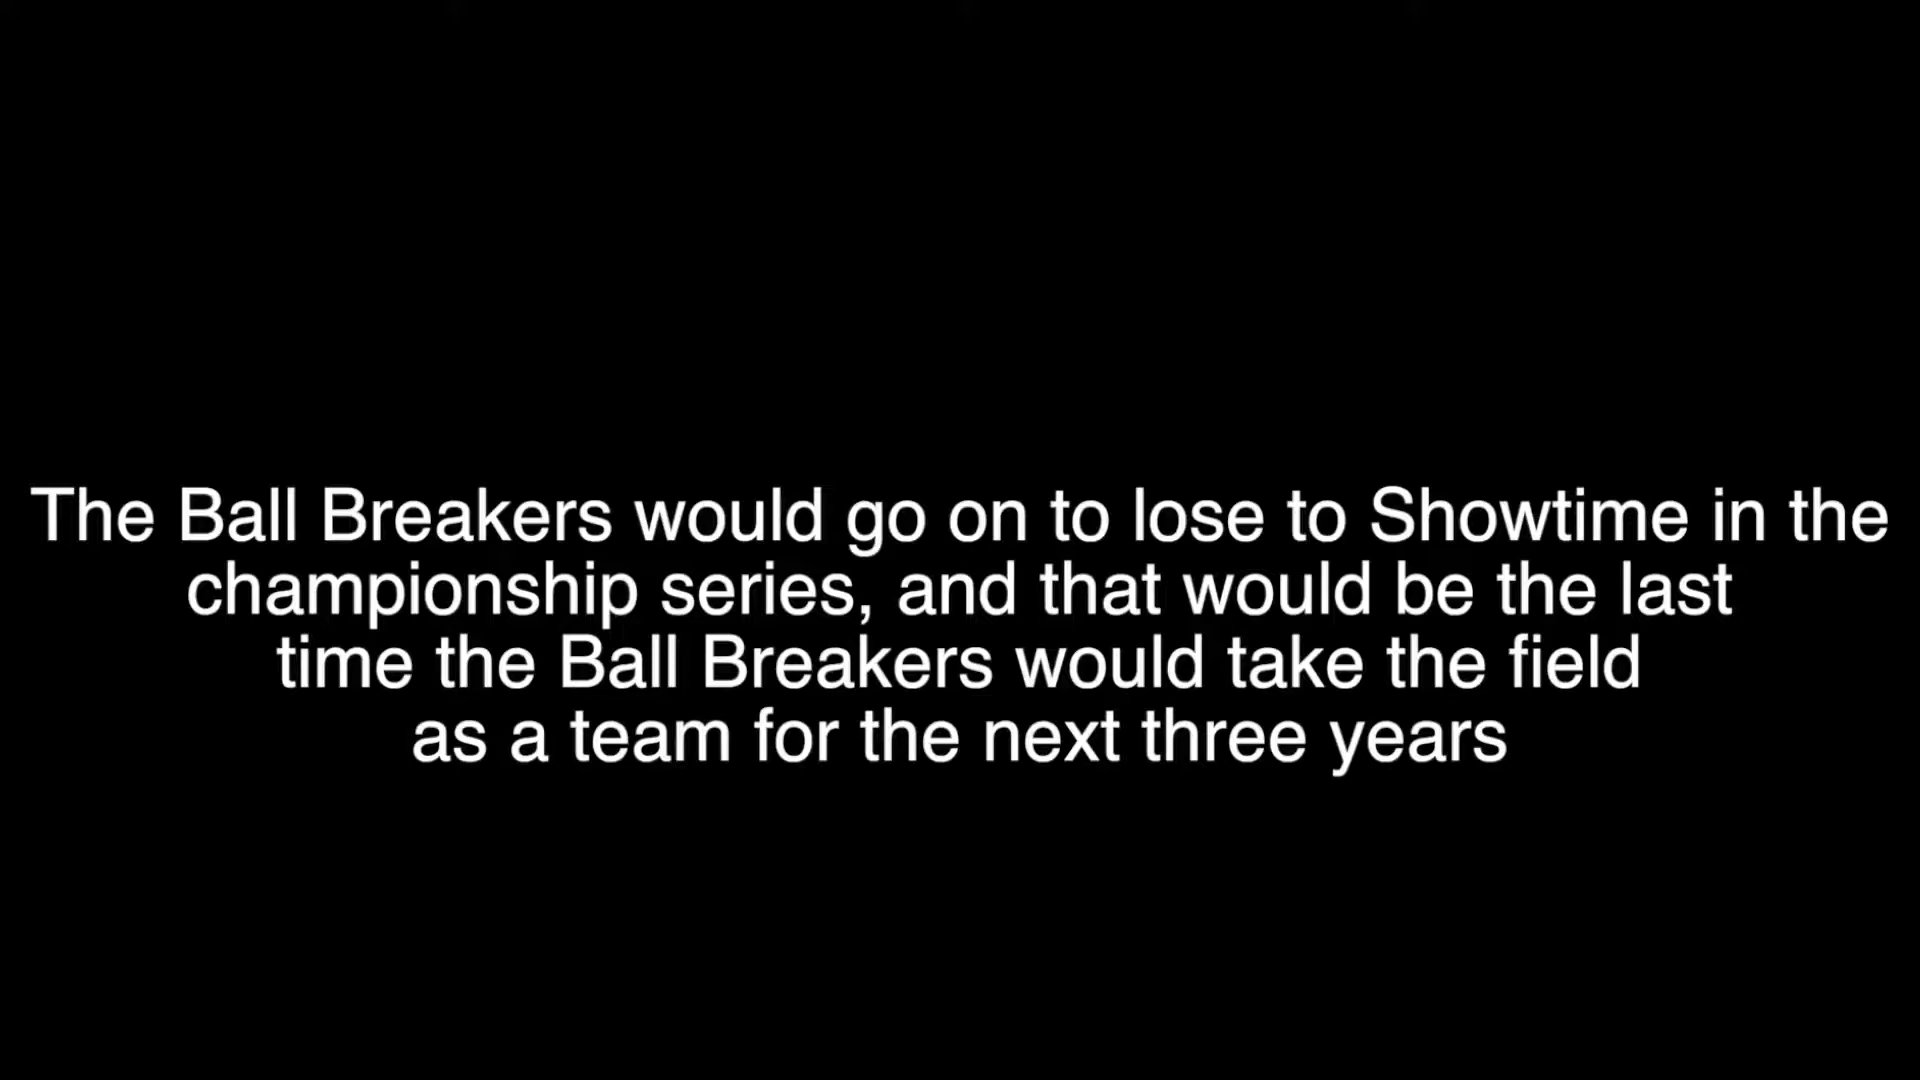 The Ball Breakers would go on to lose to Showtime in the
championship series, and that would be the last
time the Ball Breakers would take the field
as a team for the next three years